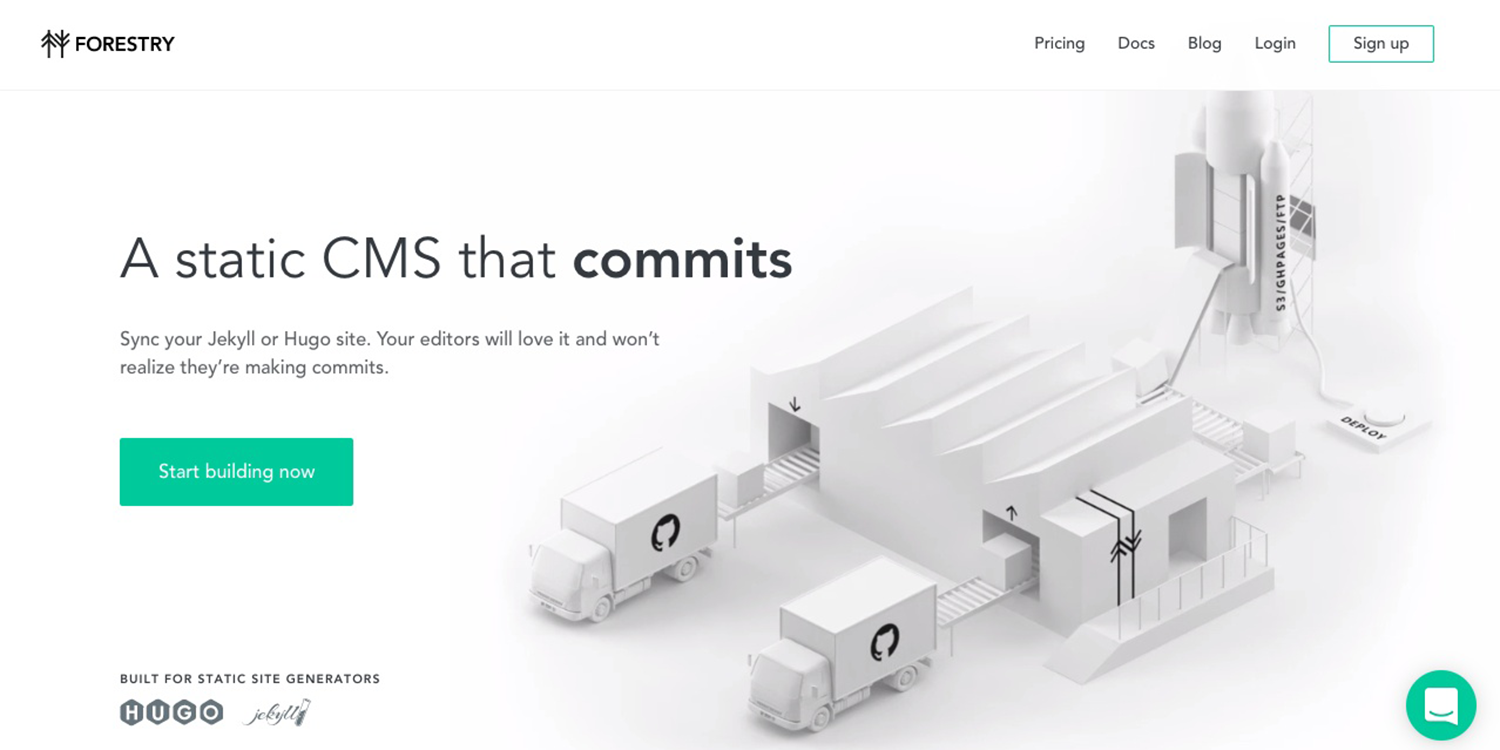 FORESTRY
Pricing
Docs
Blog
Login
Sign up
S3/GHPAGES/FTP
A static CMS that commits
Sync your Jekyll or Hugo site. Your editors will love it and won’t
realize they’re making commits.
DEPLOY
Start building now
BUILT FOR STATIC SITE GENERATORS
HUGO
jekyll